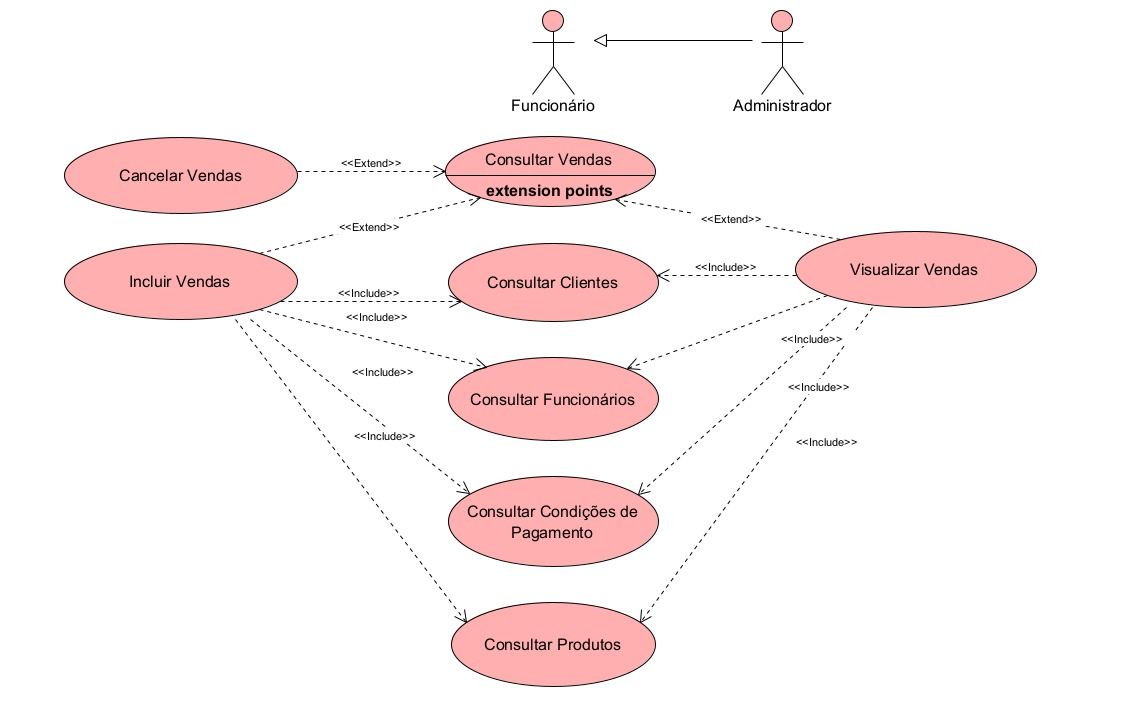 Funcionário
Administrador
Cancelar Vendas
<<Extend>>
Consultar Vendas
extension points
<<Extend>>
<<Extend>>
Incluir Vendas
<<Include>>
<<Include>>
<<Include>>
<<Include>>
Consultar Clientes
<<Include>>
Visualizar Vendas
<<Include>>
<<Include>>
<<Include>>
Consultar Funcionários
Consultar Condições de
Pagamento
Consultar Produtos